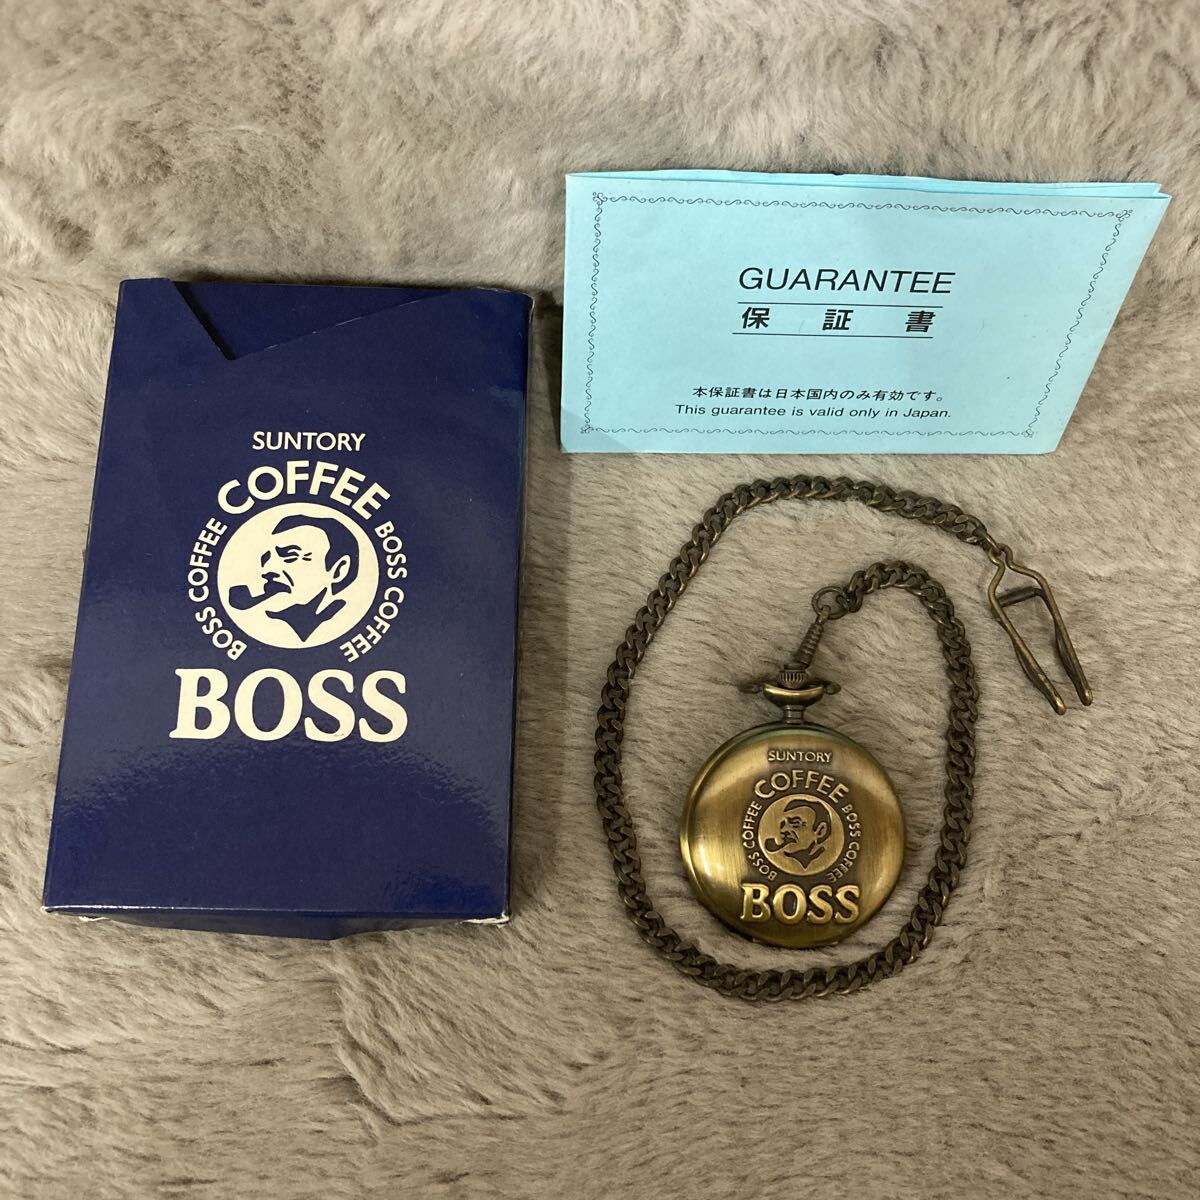 SUNTORY
COFFEE
BOSS COFFEE
BOSS COFFEE
BOSS
GUARANTEE
保証書
本保証書は日本国内のみ有効です。
This guarantee is valid only in Japan.
SUNTORY
COFFEE
BOSS COFFEE
BOSS COFFEE
BOSS